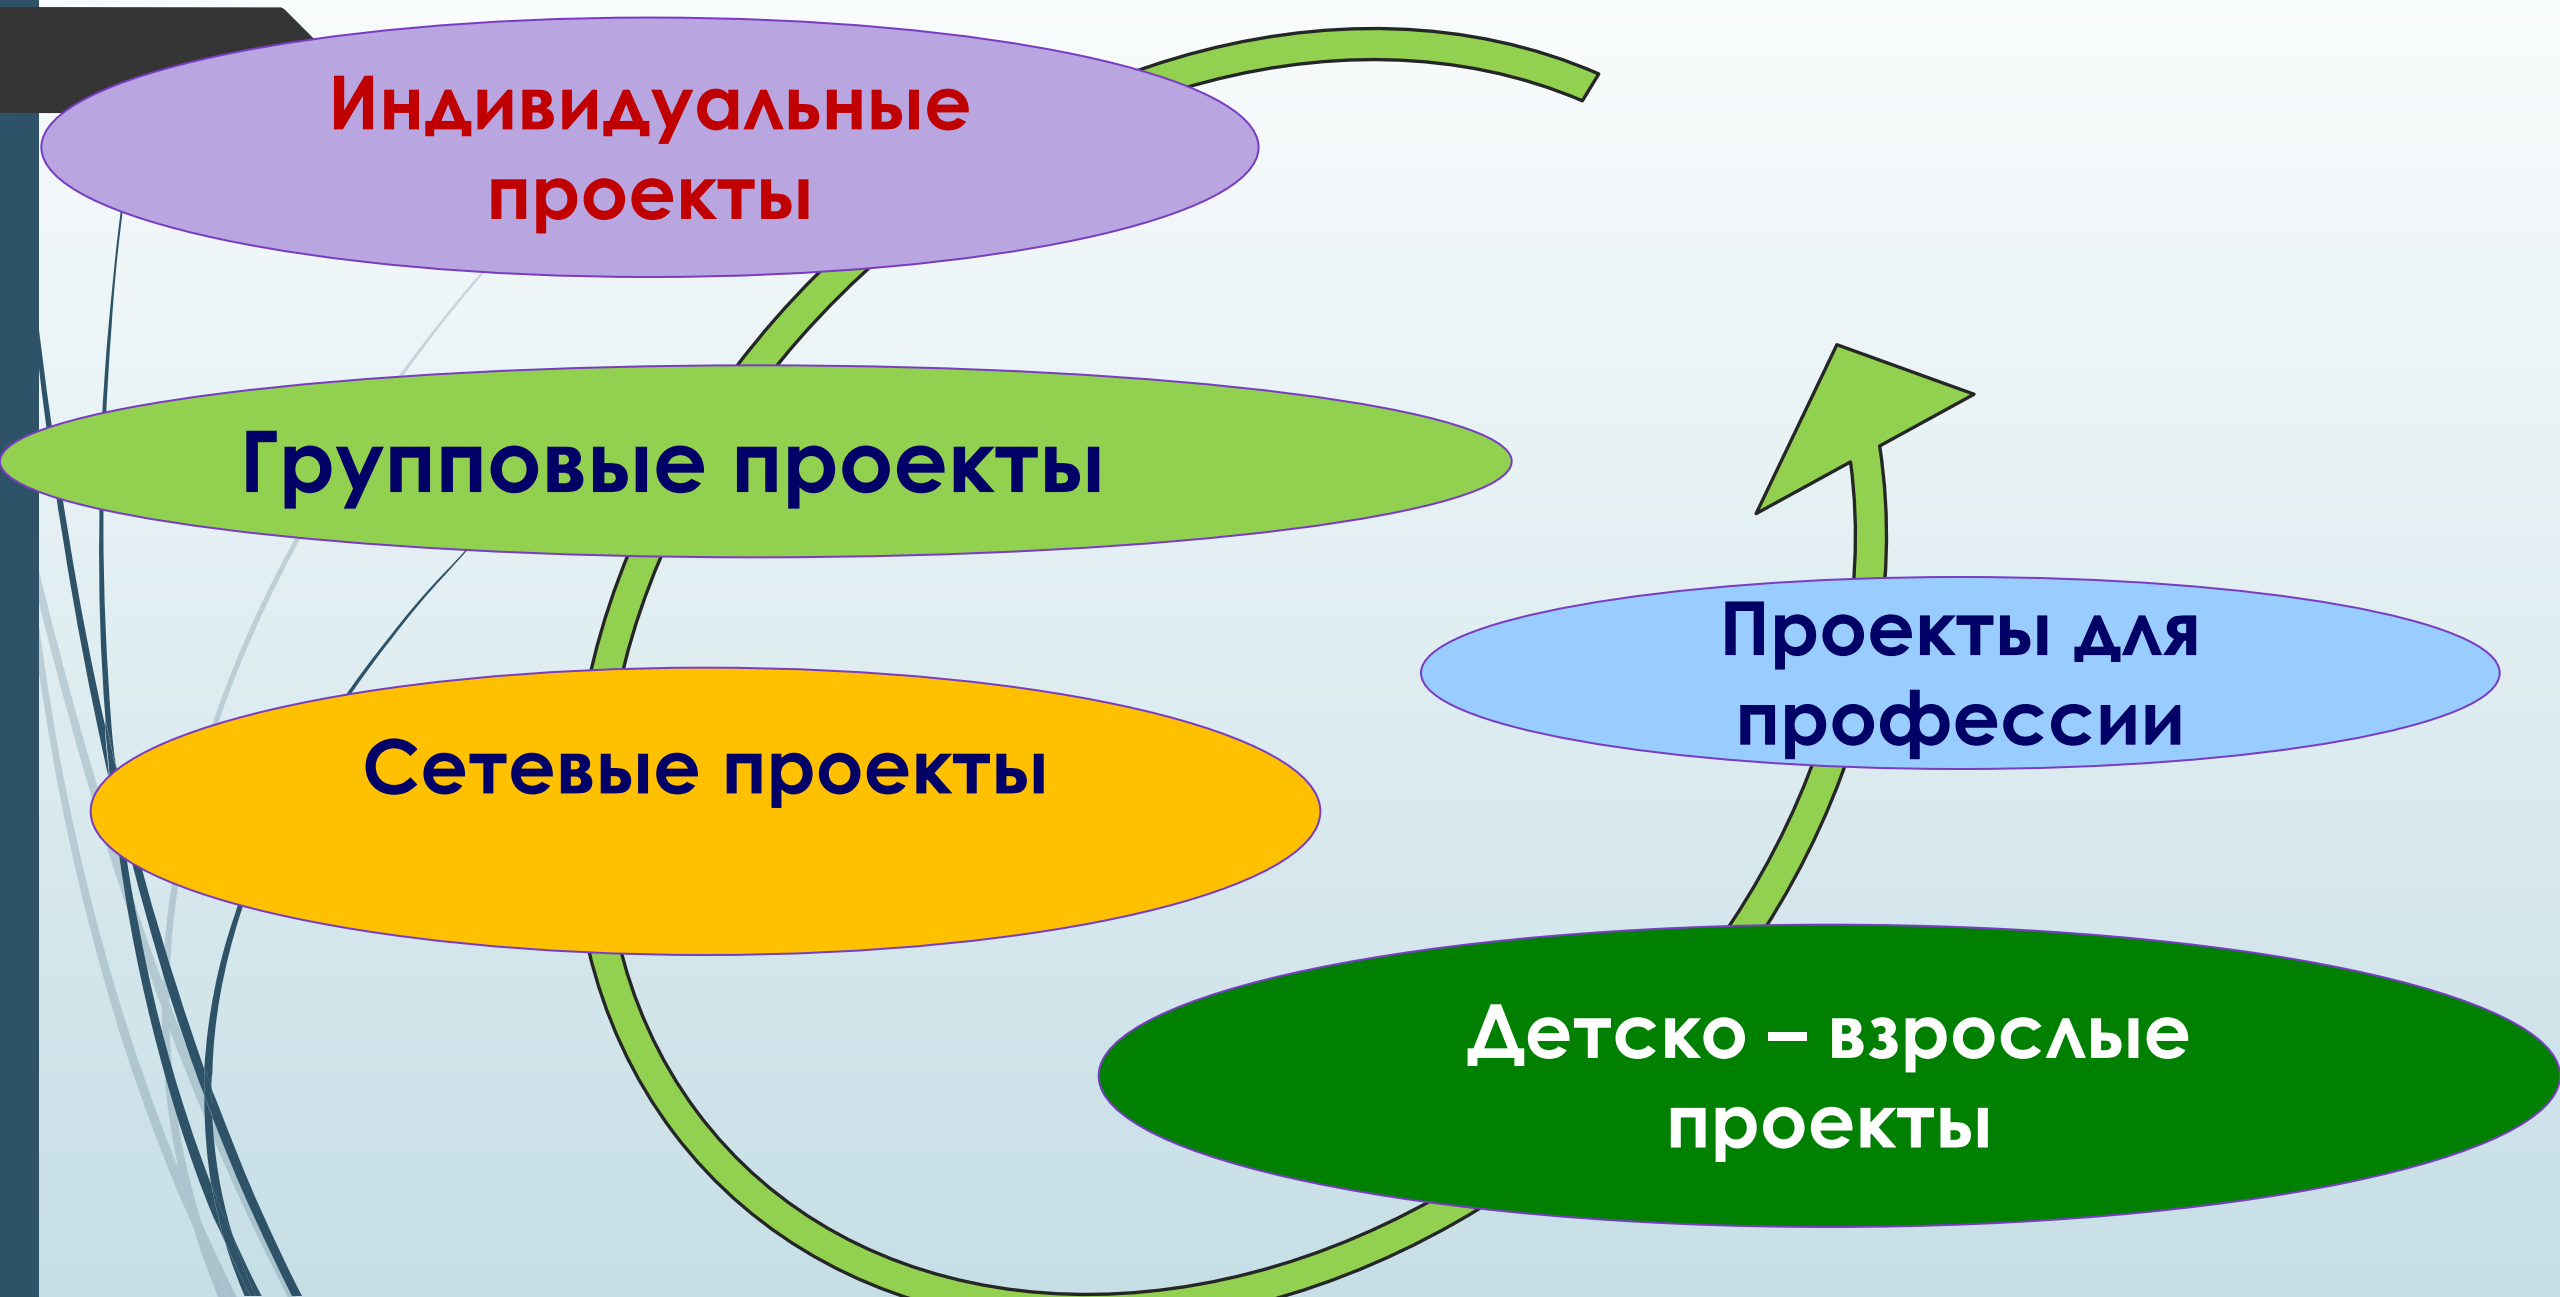 Индивидуальные
проекты
Групповые проекты
Сетевые проекты
Проекты для
профессии
Детско – взрослые
проекты